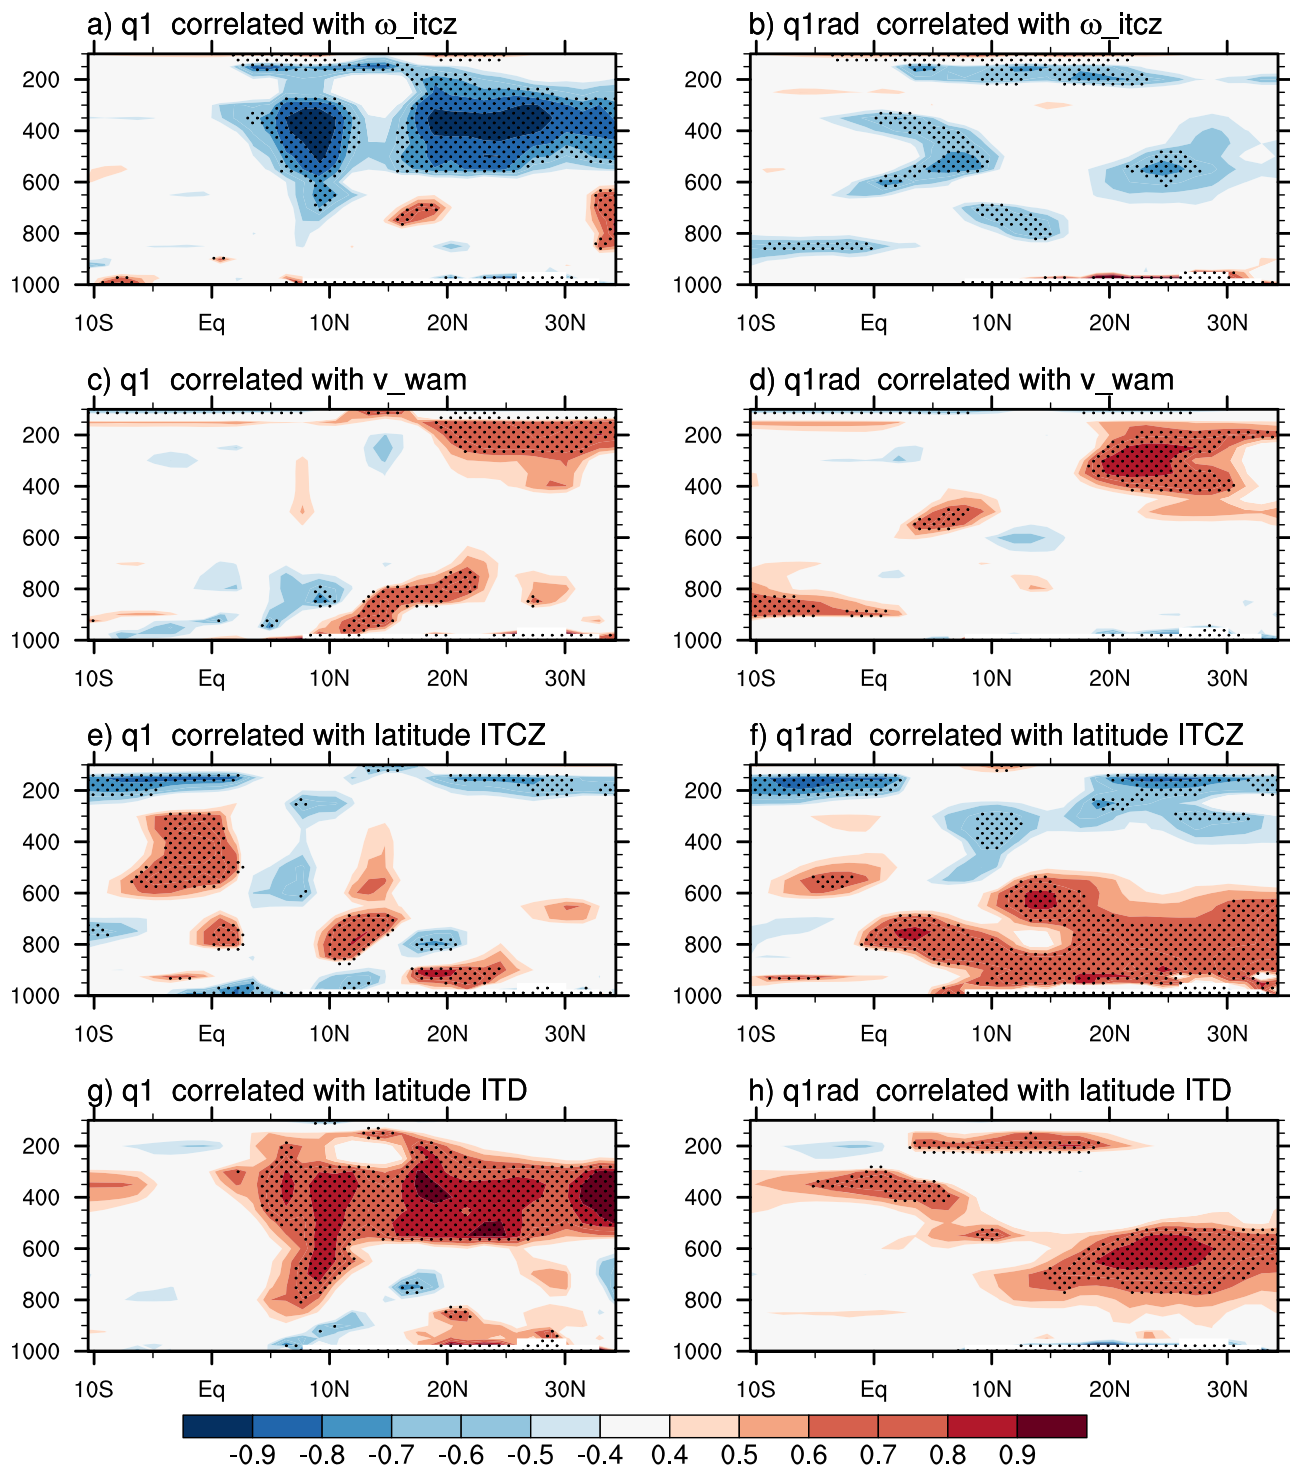 a) q1 correlated with ω_itcz
b) q1rad correlated with ω_itcz
200
400
600
800
1000
10S Eq 10N 20N 30N
200
400
600
800
1000
10S Eq 10N 20N 30N
c) q1 correlated with v_wam
d) q1rad correlated with v_wam
200
400
600
800
1000
10S Eq 10N 20N 30N
200
400
600
800
1000
10S Eq 10N 20N 30N
e) q1 correlated with latitude ITCZ
f) q1rad correlated with latitude ITCZ
200
400
600
800
1000
10S Eq 10N 20N 30N
200
400
600
800
1000
10S Eq 10N 20N 30N
g) q1 correlated with latitude ITD
h) q1rad correlated with latitude ITD
200
400
600
800
1000
10S Eq 10N 20N 30N
200
400
600
800
1000
10S Eq 10N 20N 30N
-0.9 -0.8 -0.7 -0.6 -0.5 -0.4 0.4 0.5 0.6 0.7 0.8 0.9